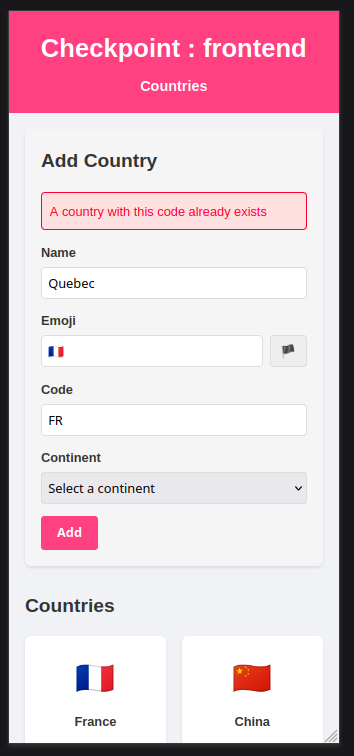 Checkpoint : frontend
Countries
Add Country
A country with this code already exists
Name
Quebec
Emoji
🇫🇷
🏴
Code
FR
Continent
Select a continent
Add
Countries
🇫🇷 🇨🇳
France China